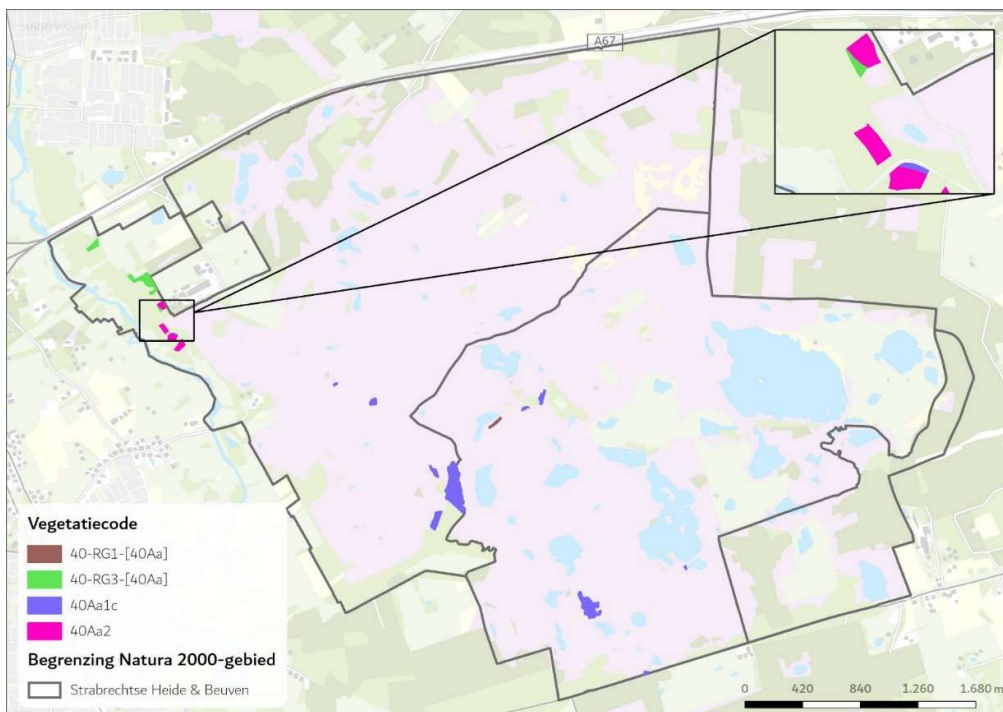 A67
Vegetatiecode
40-RG1-[40Aa]
40-RG3-[40Aa]
40Aa1c
40Aa2
Begrenzing Natura 2000-gebied
Strabrechtse Heide & Beuven
0 420 840 1.260 1.680 m